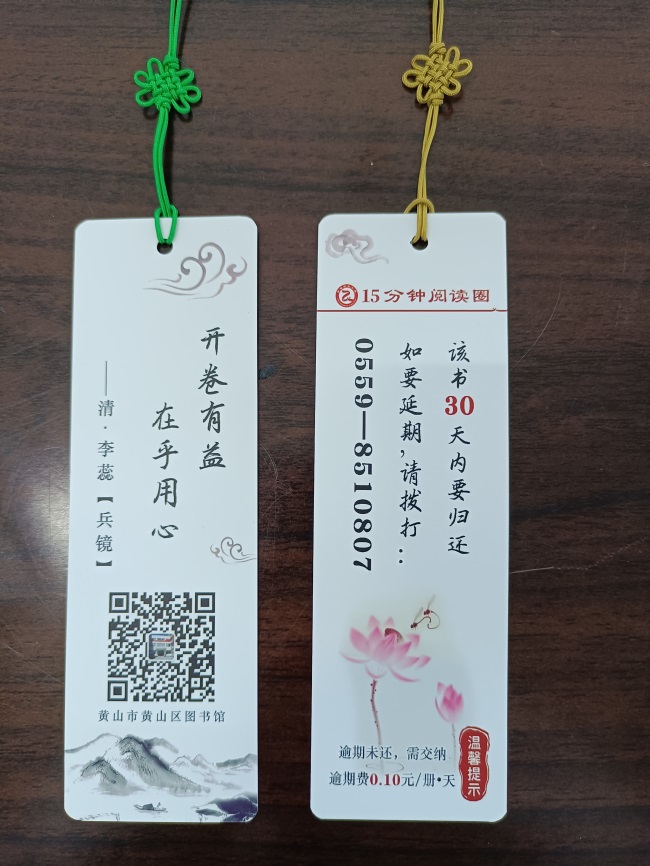 开卷有益
在乎用心
——清·李蕊【兵镜】
黄山市黄山区图书馆
15分钟阅读圈
该书30天内要归还
如要延期，请拨打：
0559—8510807
逾期未还，需交纳
逾期费0.10元/册•天
温馨提示